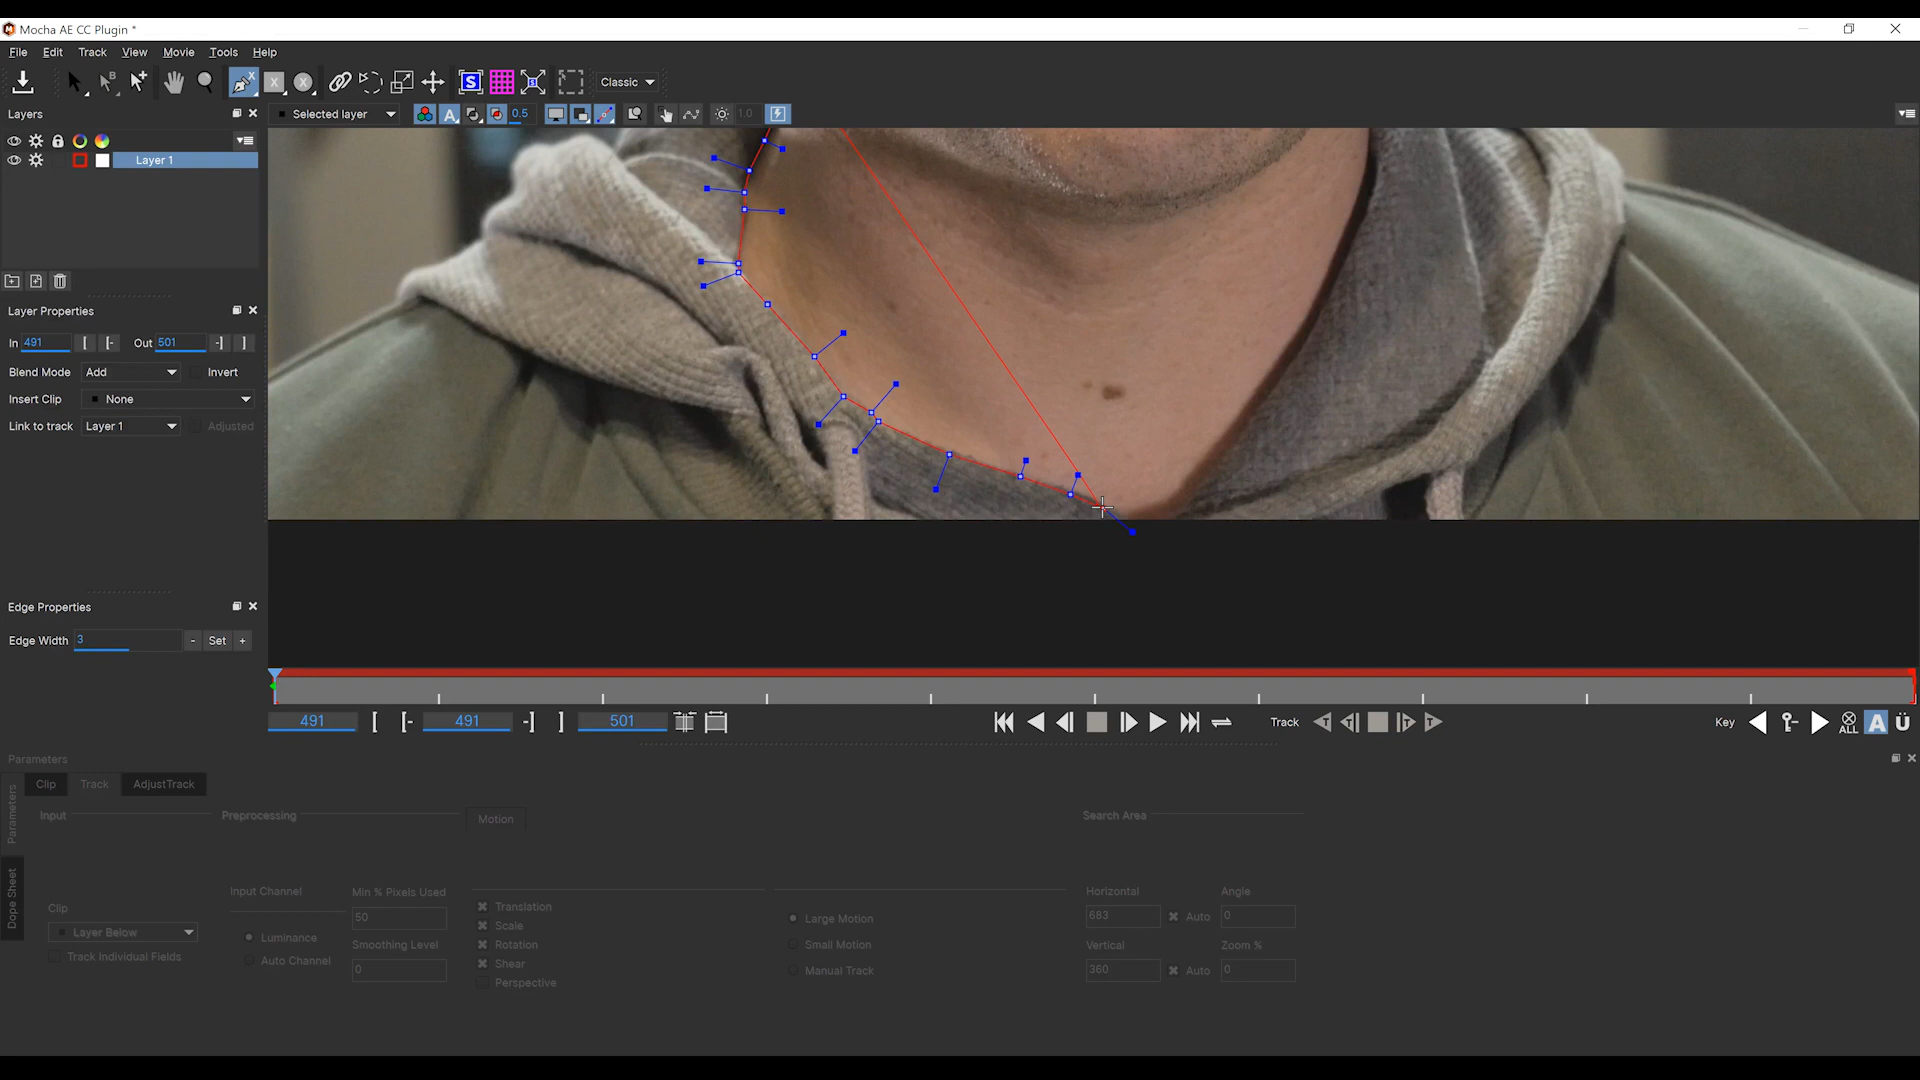 Mocha AE CC Plugin *
File Edit Track View Movie Tools Help
Classic
Layers
Selected layer
A
0.5
1.0
Layer 1
Layer Properties
In 491 [ [- Out 501 -] ]
Blend Mode Add Invert
Insert Clip None
Link to track Layer 1 Adjusted
Edge Properties
Edge Width 3 - Set +
491 [ [- 491 -] ] 501
Track
Key
ALL
A
Ü
Parameters
Parameters
Dope Sheet
Clip Track AdjustTrack
Input Preprocessing Motion Search Area
Input Channel Min % Pixels Used Horizontal Angle
Clip 50 Translation Large Motion 683 Auto 0
Layer Below Luminance Scale
Smoothing Level Rotation Small Motion Vertical Zoom %
Track Individual Fields Auto Channel 0 Shear Manual Track 360 Auto 0
Perspective